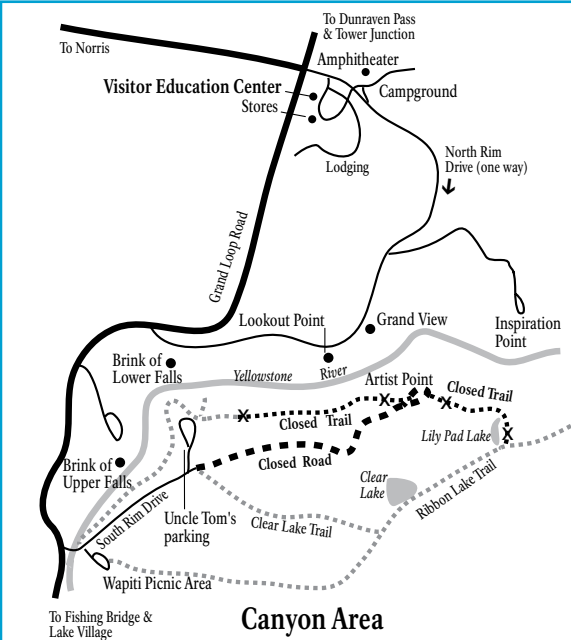 To Dunraven Pass
& Tower Junction
To Norris
Amphitheater
Visitor Education Center
Campground
Stores
Lodging
North Rim
Drive (one way)
Grand Loop Road
Lookout Point
Grand View
Inspiration
Point
Brink of
Lower Falls
Yellowstone River
Artist Point
Closed Trail
X
X
X
Closed Trail
Lily Pad Lake
X
Closed Road
Brink of
Upper Falls
Clear
Lake
Ribbon Lake Trail
South Rim Drive
Uncle Tom's
parking
Clear Lake Trail
Wapiti Picnic Area
To Fishing Bridge &
Lake Village
Canyon Area